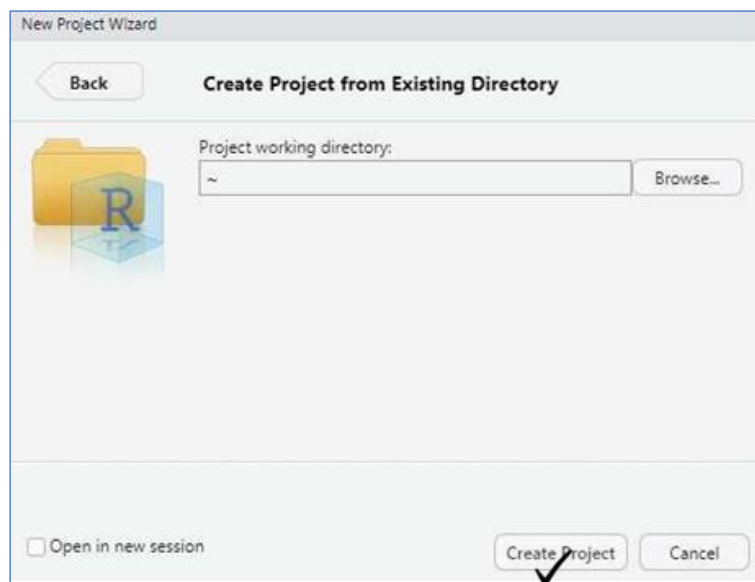 New Project Wizard
Back
Create Project from Existing Directory
Project working directory:
~
Browse...
R
Open in new session
Create Project
Cancel